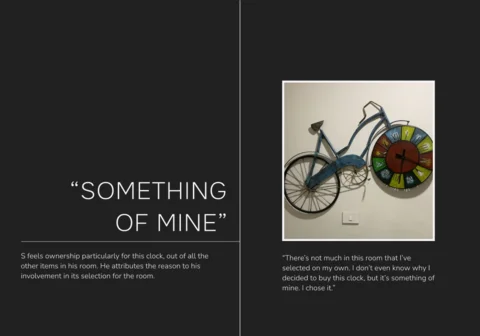 “SOMETHING
OF MINE”
S feels ownership particularly for this clock, out of all the
other items in his room. He attributes the reason to his
involvement in its selection for the room.
“There’s not much in this room that I’ve
selected on my own. I don’t even know why I
decided to buy this clock, but it’s something of
mine. I chose it.”